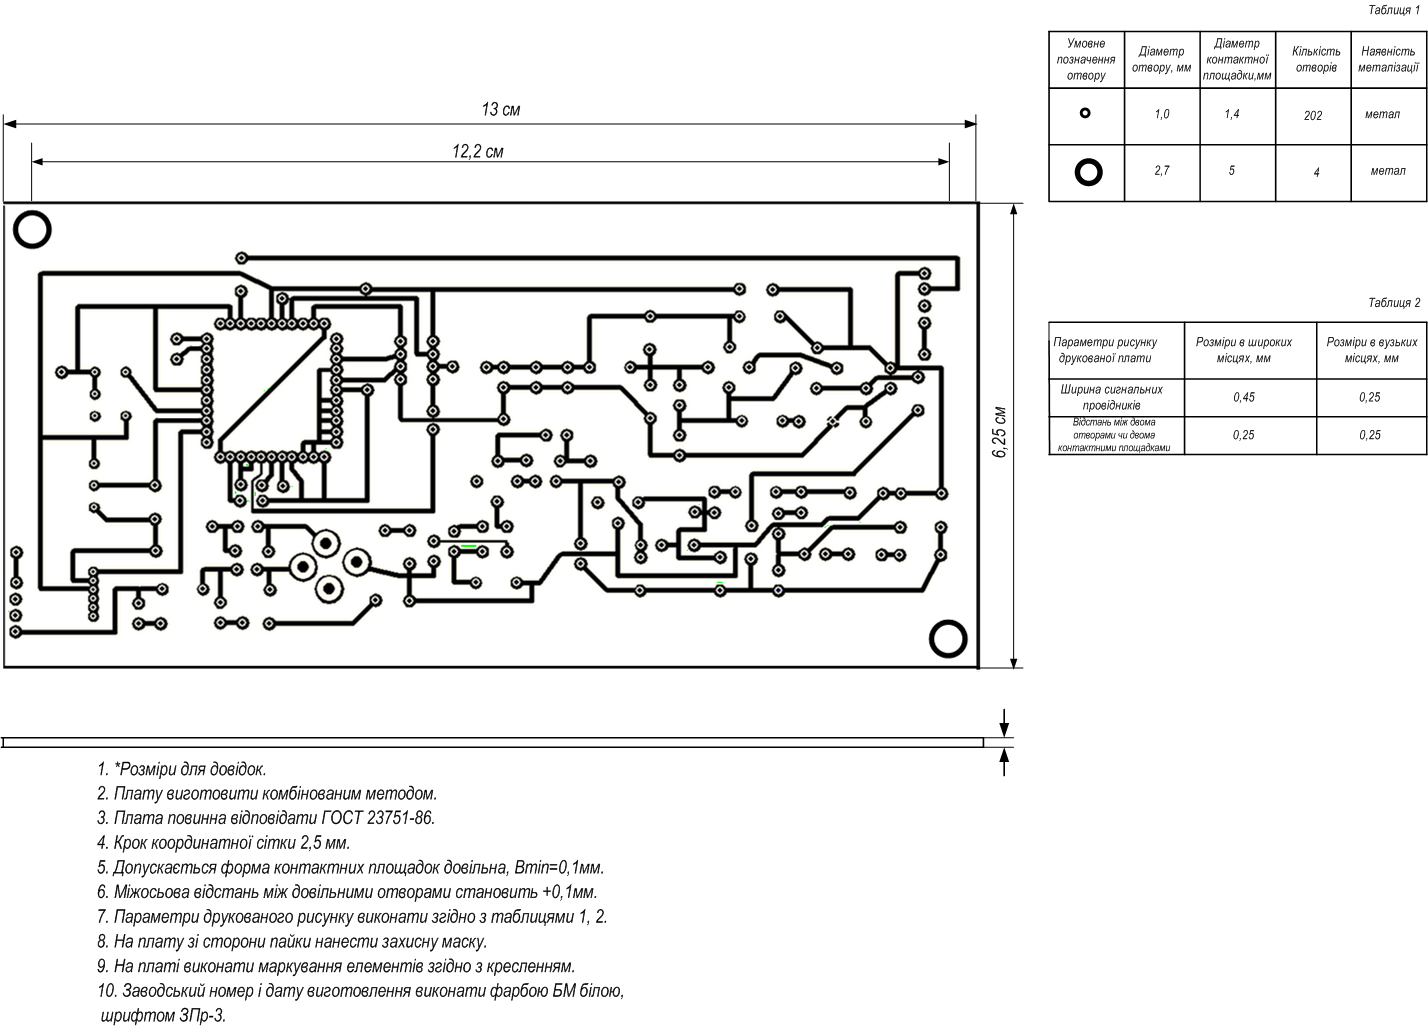 Таблиця 1
Умовне позначення отвору
Діаметр отвору, мм
Діаметр контактної площадки,мм
Кількість отворів
Наявність металізації
1,0
1,4
202
метал
2,7
5
4
метал
13 см
12,2 см
6,25 см
Таблиця 2
Параметри рисунку друкованої плати
Розміри в широких місцях, мм
Розміри в вузьких місцях, мм
Ширина сигнальних провідників
0,45
0,25
Відстань між двома отворами чи двома контактними площадками
0,25
0,25
1. *Розміри для довідок.
2. Плату виготовити комбінованим методом.
3. Плата повинна відповідати ГОСТ 23751-86.
4. Крок координатної сітки 2,5 мм.
5. Допускається форма контактних площадок довільна, Bmin=0,1мм.
6. Міжосьова відстань між довільними отворами становить +0,1мм.
7. Параметри друкованого рисунку виконати згідно з таблицями 1, 2.
8. На плату зі сторони пайки нанести захисну маску.
9. На платі виконати маркування елементів згідно з кресленням.
10. Заводський номер і дату виготовлення виконати фарбою БМ білою,
шрифтом ЗПр-3.